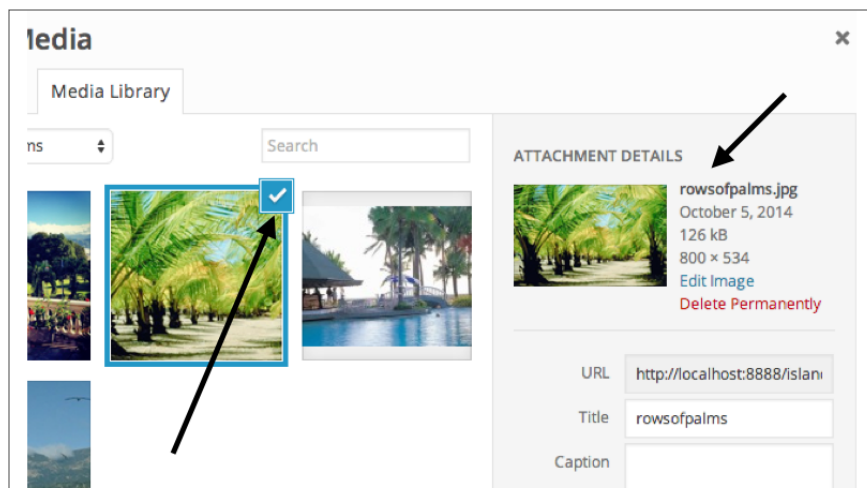 Media
Media Library
ms
Search
ATTACHMENT DETAILS
rowsofpalms.jpg
October 5, 2014
126 kB
800 × 534
Edit Image
Delete Permanently
URL http://localhost:8888/islan
Title rowsofpalms
Caption